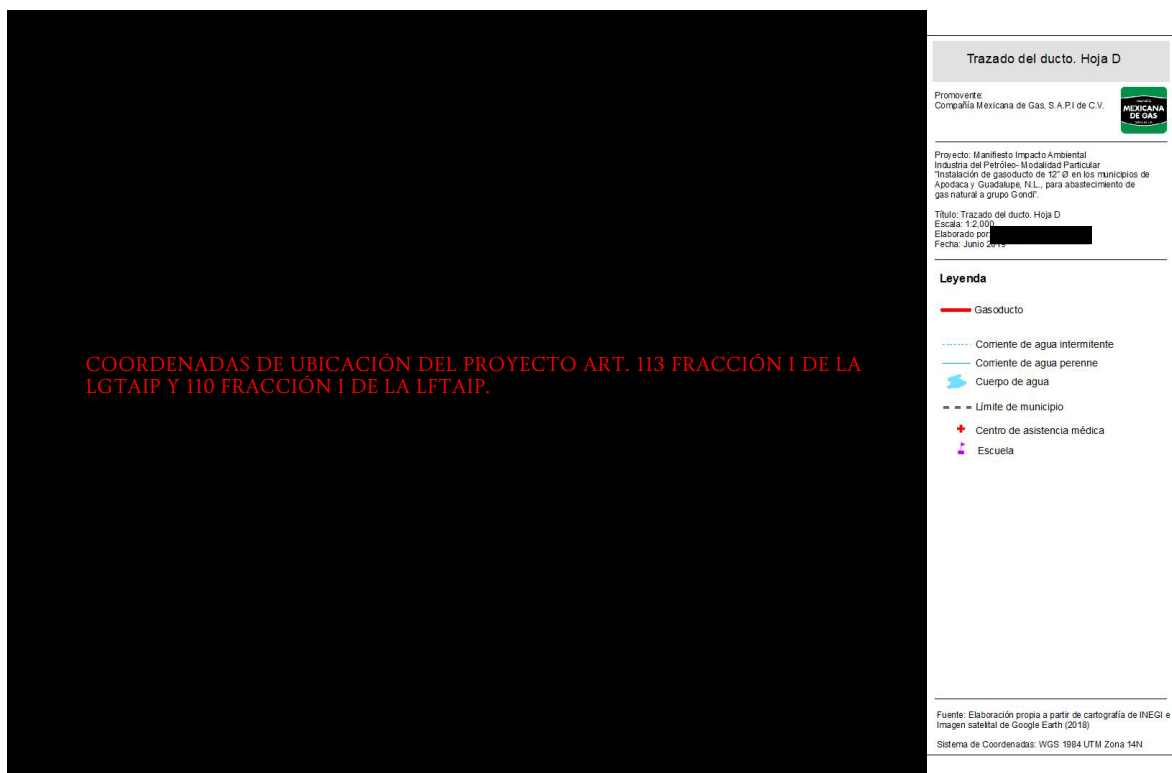 COORDENADAS DE UBICACIÓN DEL PROYECTO ART. 113 FRACCIÓN I DE LA
LGTAIP Y 110 FRACCIÓN I DE LA LFTAIP.
Trazado del ducto. Hoja D
Promovente:
Compañía Mexicana de Gas, S.A.P.I de C.V.
MEXICANA
DE GAS
Proyecto: Manifiesto Impacto Ambiental
Industria del Petróleo- Modalidad Particular
"Instalación de gasoducto de 12" Ø en los municipios de
Apodaca y Guadalupe, N.L., para abastecimiento de
gas natural a grupo Gondi".
Título: Trazado del ducto. Hoja D
Escala: 1:2,000
Elaborado por:
Fecha: Junio 2019
Leyenda
Gasoducto
Corriente de agua intermitente
Corriente de agua perenne
Cuerpo de agua
Límite de municipio
Centro de asistencia médica
Escuela
Fuente: Elaboración propia a partir de cartografía de INEGI e
Imagen satelital de Google Earth (2018)
Sistema de Coordenadas: WGS 1984 UTM Zona 14N